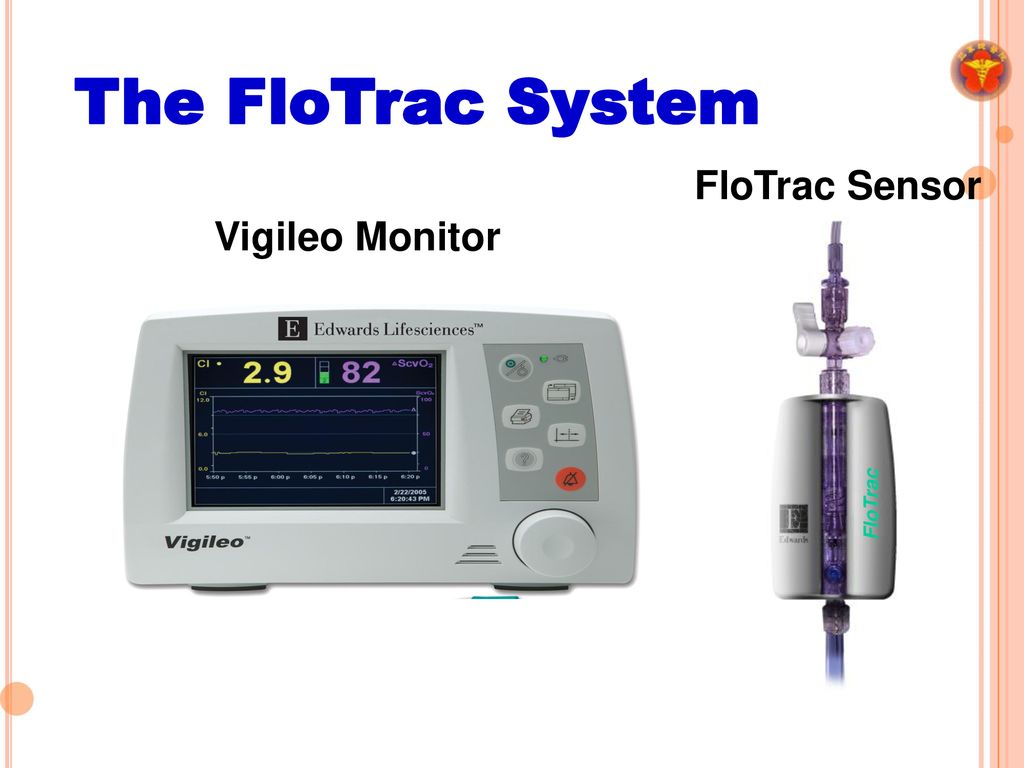 The FloTrac System
FloTrac Sensor
Vigileo Monitor
E Edwards Lifesciences™
CI
2.9
82
ScvO₂
CI
ScvO₂
12.0
100
A
6.0
50
0.0
0
5:50 p
5:55 p
6:00 p
6:05 p
6:10 p
6:15 p
6:20 p
2/22/2005
6:20:43 PM
?
Vigileo™
E
Edwards
FloTrac